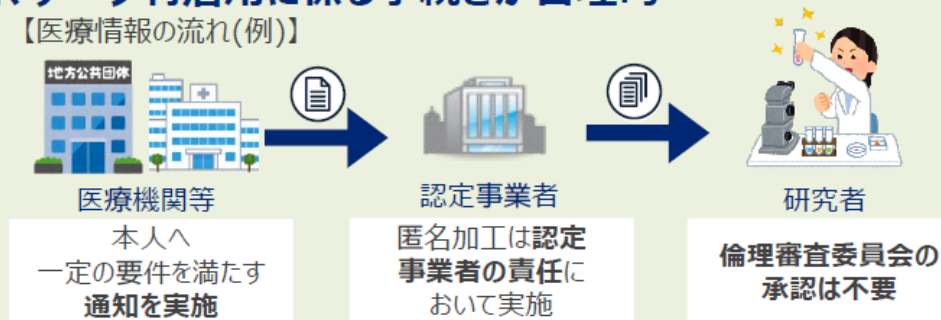 【医療情報の流れ(例)】
地方公共団体
医療機関等
認定事業者
研究者
本人へ
一定の要件を満たす
通知を実施
匿名加工は認定
事業者の責任に
おいて実施
倫理審査委員会の
承認は不要